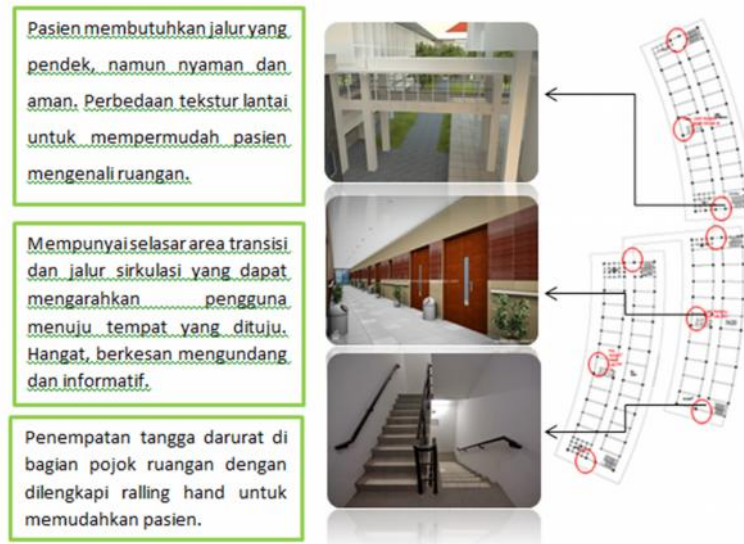 Pasien membutuhkan jalur yang
pendek, namun nyaman dan
aman. Perbedaan tekstur lantai
untuk mempermudah pasien
mengenali ruangan.
Mempunyai selasar area transisi
dan jalur sirkulasi yang dapat
mengarahkan pengguna
menuju tempat yang dituju.
Hangat, berkesan mengundang
dan informatif.
Penempatan tangga darurat di
bagian pojok ruangan dengan
dilengkapi ralling hand untuk
memudahkan pasien.